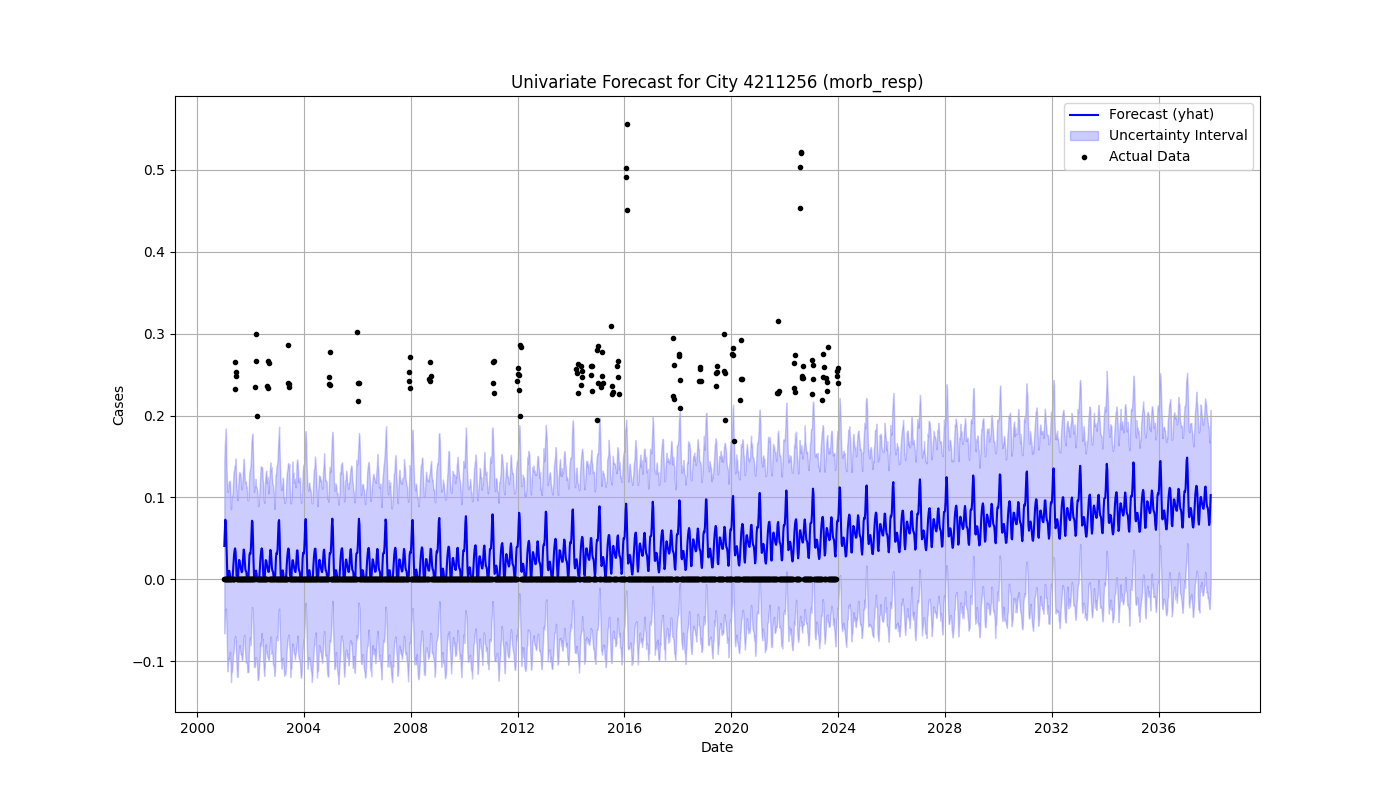 Univariate Forecast for City 4211256 (morb_resp)
Forecast (yhat)
Uncertainty Interval
Actual Data
Cases
0.5
0.4
0.3
0.2
0.1
0.0
−0.1
2000 2004 2008 2012 2016 2020 2024 2028 2032 2036
Date